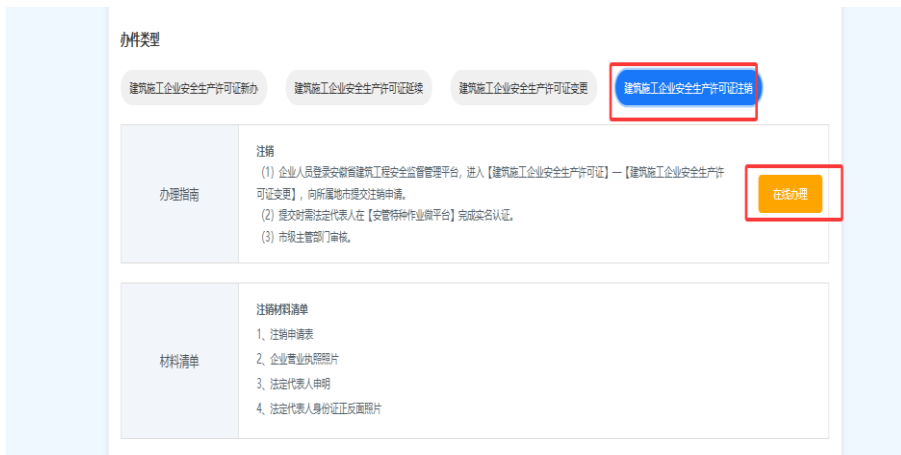 办件类型
建筑施工企业安全生产许可证新办
建筑施工企业安全生产许可证延续
建筑施工企业安全生产许可证变更
建筑施工企业安全生产许可证注销
办理指南
注销
(1) 企业人员登录安徽省建筑工程安全监督管理平台, 进入【建筑施工企业安全生产许可证】—【建筑施工企业安全生产许
可证变更】, 向所属地市提交注销申请。
(2) 提交时需法定代表人在【安管特种作业微平台】完成实名认证。
(3) 市级主管部门审核。
在线办理
材料清单
注销材料清单
1、注销申请表
2、企业营业执照照片
3、法定代表人申明
4、法定代表人身份证正反面照片